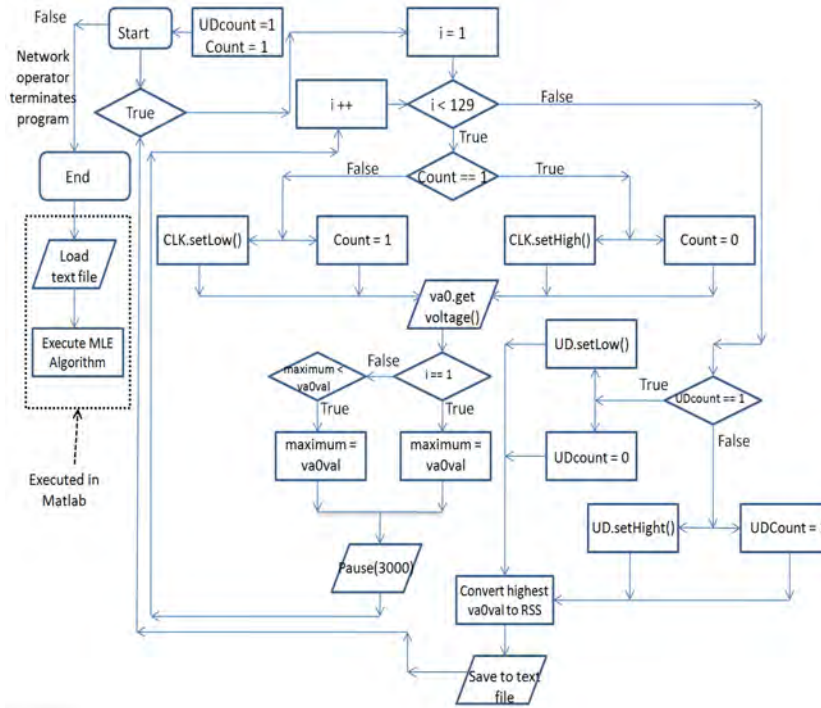 False
Start
UDcount =1
Count = 1
i = 1
Network
operator
terminates
program
True
i ++
i < 129
False
True
End
False
Count == 1
True
CLK.setLow()
Count = 1
CLK.setHigh()
Count = 0
Load
text file
va0.get
voltage()
Execute MLE
Algorithm
maximum <
va0val
False
i == 1
UD.setLow()
True
UDcount == 1
True
True
False
maximum =
va0val
maximum =
va0val
UDcount = 0
Executed in
Matlab
UD.setHight()
UDCount =
Pause(3000)
Convert highest
va0val to RSS
Save to text
file